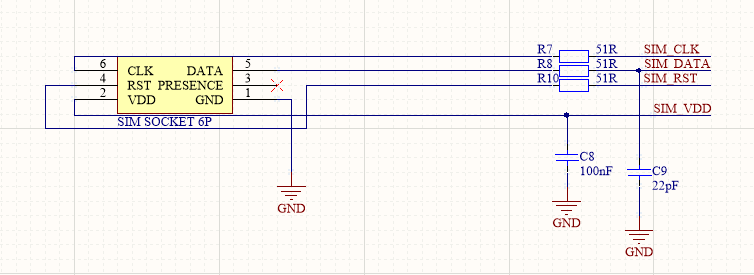 R7 51R SIM_CLK
6 5 R8 51R SIM_DATA
CLK DATA
4 3 R10 51R SIM_RST
RST PRESENCE
2 1
VDD GND SIM_VDD
SIM SOCKET 6P
C8
100nF
C9
22pF
GND
GND
GND